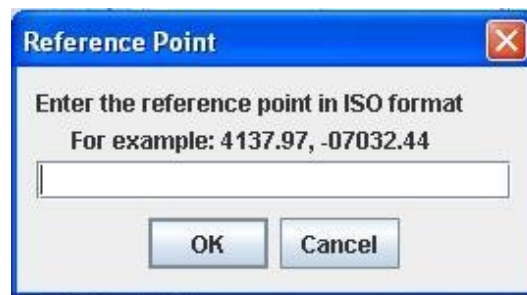 Reference Point
Enter the reference point in ISO format
For example: 4137.97, -07032.44
OK
Cancel